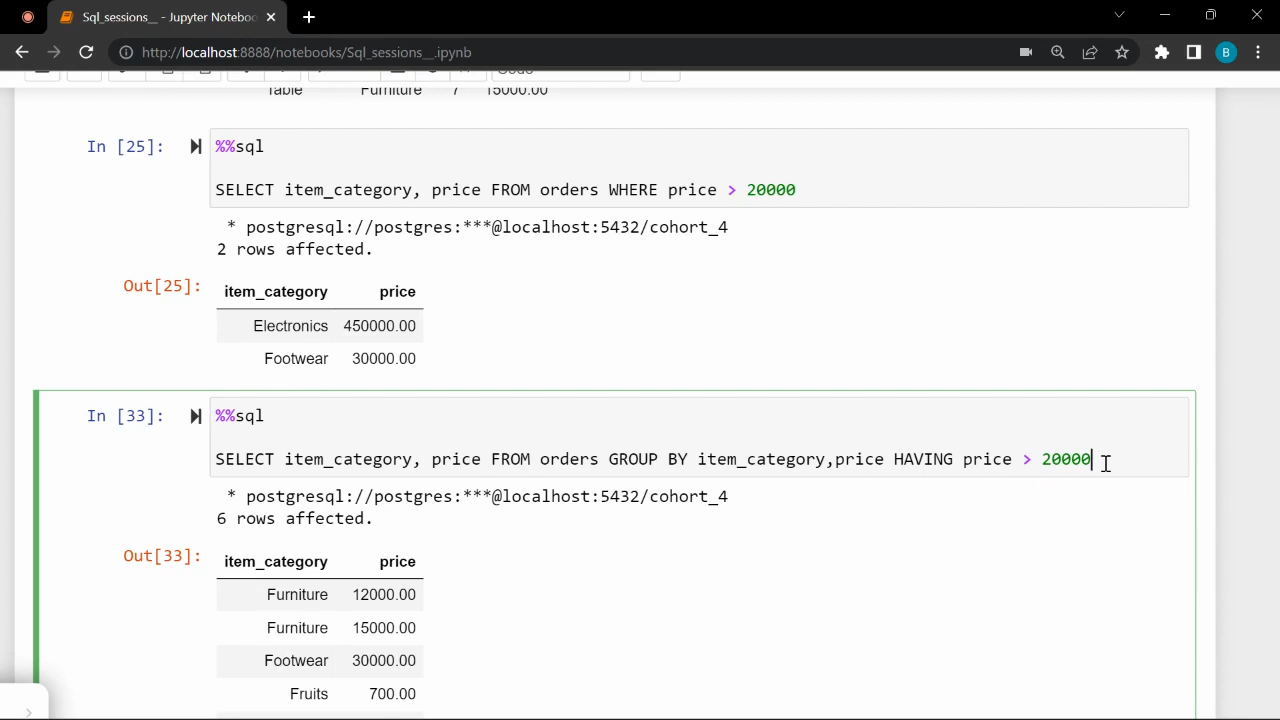 Sql_sessions__ - Jupyter Noteboo
http://localhost:8888/notebooks/Sql_sessions__.ipynb
B
Table Furniture 7 15000.00
In [25]:
%%sql
SELECT item_category, price FROM orders WHERE price > 20000
* postgresql://postgres:***@localhost:5432/cohort_4
2 rows affected.
Out[25]:
item_category price
Electronics 450000.00
Footwear 30000.00
In [33]:
%%sql
SELECT item_category, price FROM orders GROUP BY item_category,price HAVING price > 20000
* postgresql://postgres:***@localhost:5432/cohort_4
6 rows affected.
Out[33]:
item_category price
Furniture 12000.00
Furniture 15000.00
Footwear 30000.00
Fruits 700.00